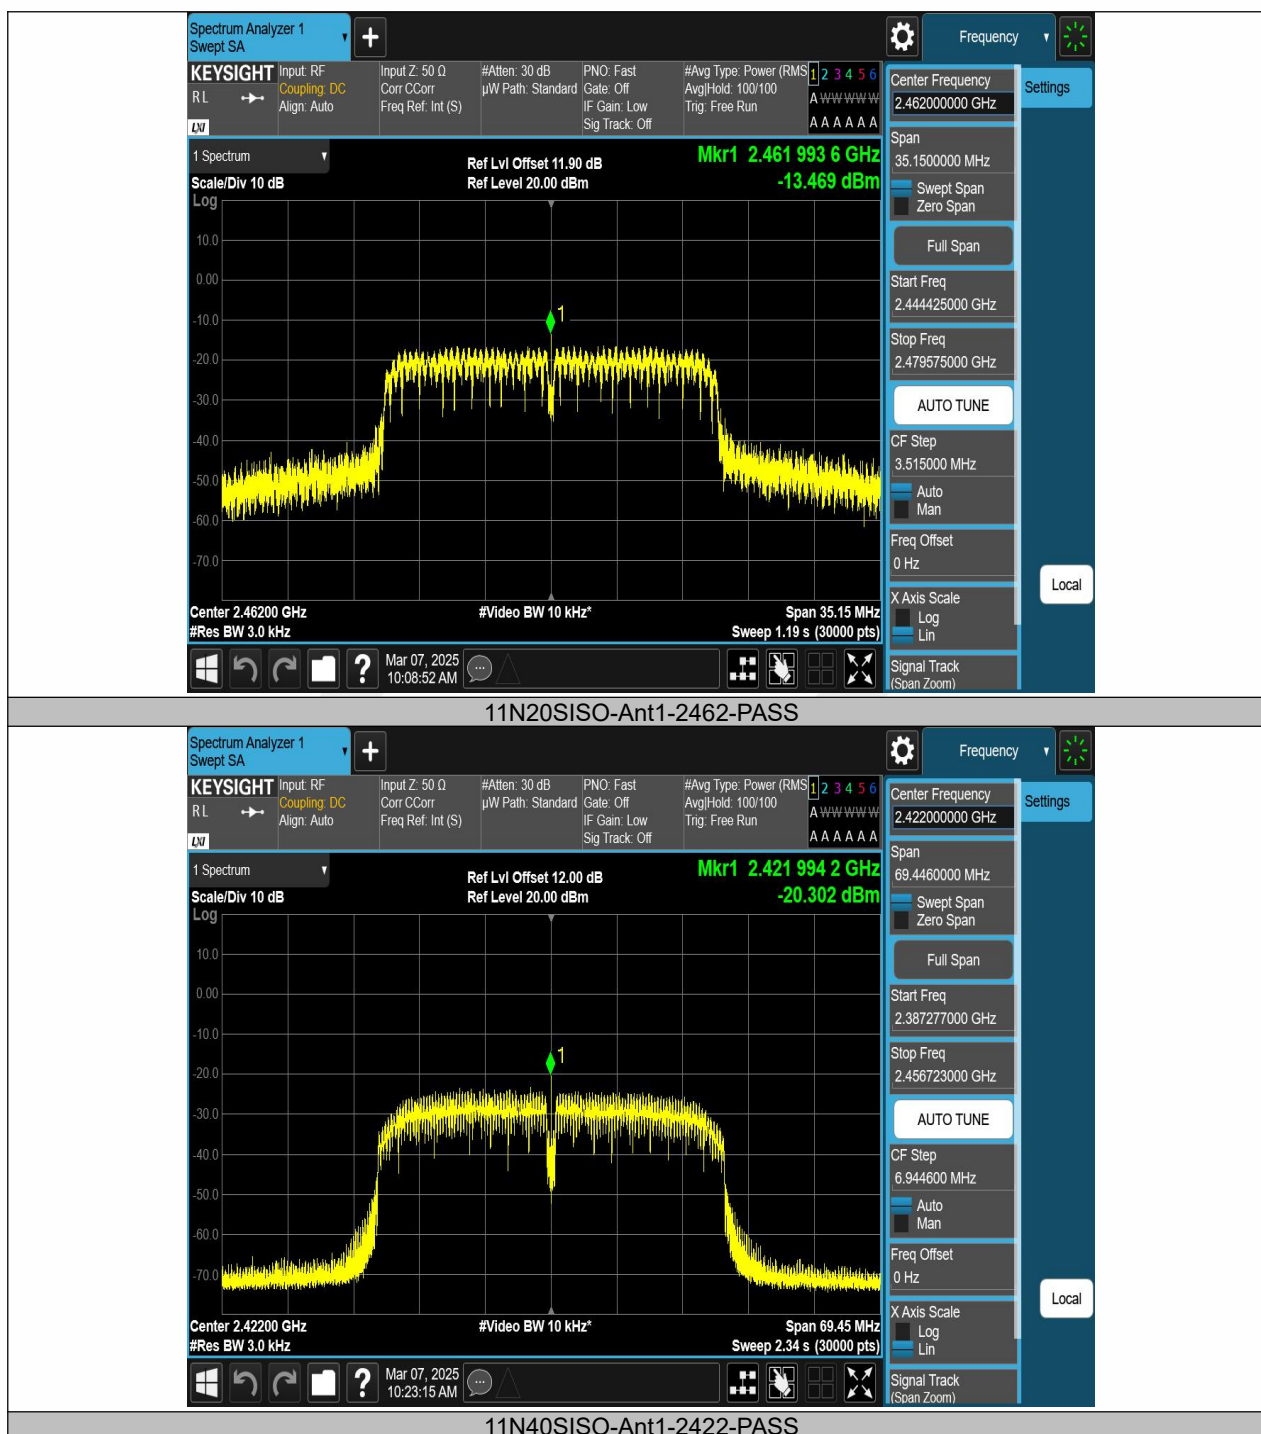 Spectrum Analyzer 1
Swept SA
+
Frequency
KEYSIGHT
R L
LXI
Input: RF
Coupling: DC
Align: Auto
Input Z: 50 Ω
Corr CCorr
Freq Ref: Int (S)
#Atten: 30 dB
µW Path: Standard
PNO: Fast
Gate: Off
IF Gain: Low
Sig Track: Off
#Avg Type: Power (RMS
Avg|Hold: 100/100
Trig: Free Run
1 2 3 4 5 6
A W W W W W
A A A A A A
1 Spectrum
Scale/Div 10 dB
Log
Ref Lvl Offset 11.90 dB
Ref Level 20.00 dBm
Mkr1 2.461 993 6 GHz
-13.469 dBm
1
10.0
0.00
-10.0
-20.0
-30.0
-40.0
-50.0
-60.0
-70.0
Center 2.46200 GHz
#Res BW 3.0 kHz
#Video BW 10 kHz*
Span 35.15 MHz
Sweep 1.19 s (30000 pts)
?
Mar 07, 2025
10:08:52 AM
Center Frequency
2.462000000 GHz
Span
35.1500000 MHz
Swept Span
Zero Span
Full Span
Start Freq
2.444425000 GHz
Stop Freq
2.479575000 GHz
AUTO TUNE
CF Step
3.515000 MHz
Auto
Man
Freq Offset
0 Hz
X Axis Scale
Log
Lin
Signal Track
(Span Zoom)
Settings
Local
11N20SISO-Ant1-2462-PASS
Spectrum Analyzer 1
Swept SA
+
Frequency
KEYSIGHT
R L
LXI
Input: RF
Coupling: DC
Align: Auto
Input Z: 50 Ω
Corr CCorr
Freq Ref: Int (S)
#Atten: 30 dB
µW Path: Standard
PNO: Fast
Gate: Off
IF Gain: Low
Sig Track: Off
#Avg Type: Power (RMS
Avg|Hold: 100/100
Trig: Free Run
1 2 3 4 5 6
A W W W W W
A A A A A A
1 Spectrum
Scale/Div 10 dB
Log
Ref Lvl Offset 12.00 dB
Ref Level 20.00 dBm
Mkr1 2.421 994 2 GHz
-20.302 dBm
1
10.0
0.00
-10.0
-20.0
-30.0
-40.0
-50.0
-60.0
-70.0
Center 2.42200 GHz
#Res BW 3.0 kHz
#Video BW 10 kHz*
Span 69.45 MHz
Sweep 2.34 s (30000 pts)
?
Mar 07, 2025
10:23:15 AM
Center Frequency
2.422000000 GHz
Span
69.4460000 MHz
Swept Span
Zero Span
Full Span
Start Freq
2.387277000 GHz
Stop Freq
2.456723000 GHz
AUTO TUNE
CF Step
6.944600 MHz
Auto
Man
Freq Offset
0 Hz
X Axis Scale
Log
Lin
Signal Track
(Span Zoom)
Settings
Local
11N40SISO-Ant1-2422-PASS